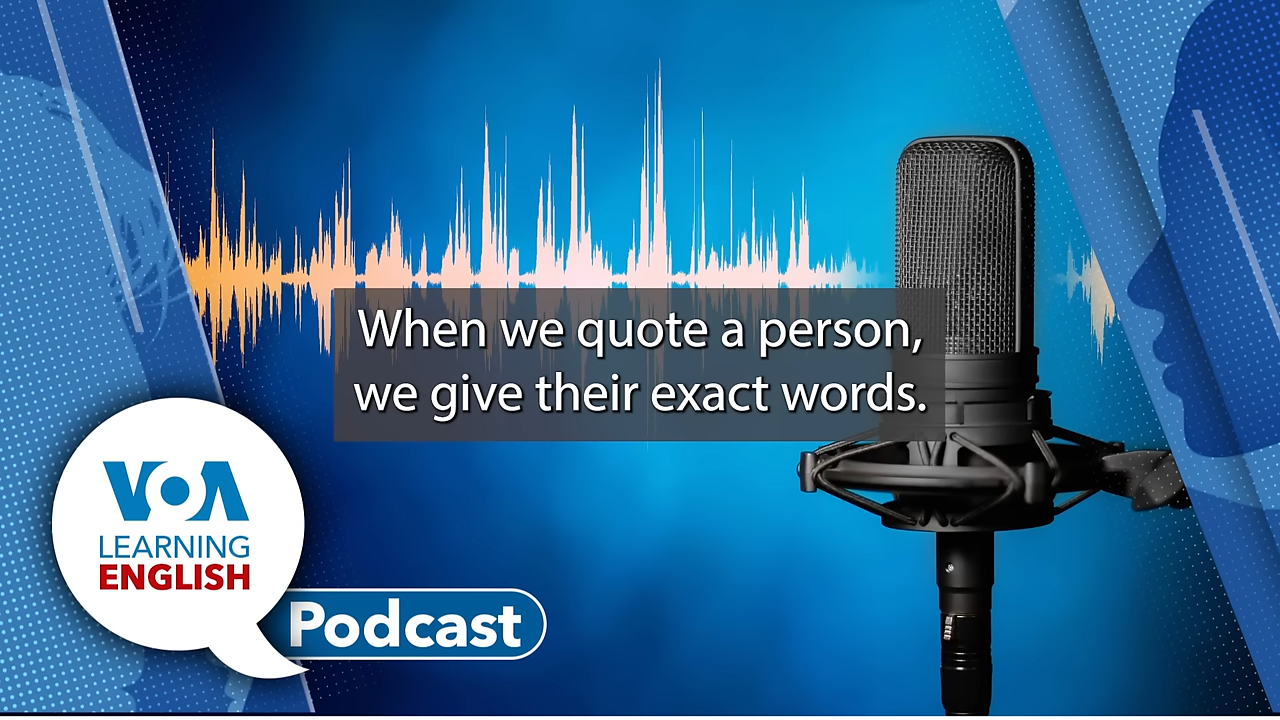 When we quote a person,
we give their exact words.
VOA
LEARNING
ENGLISH
Podcast